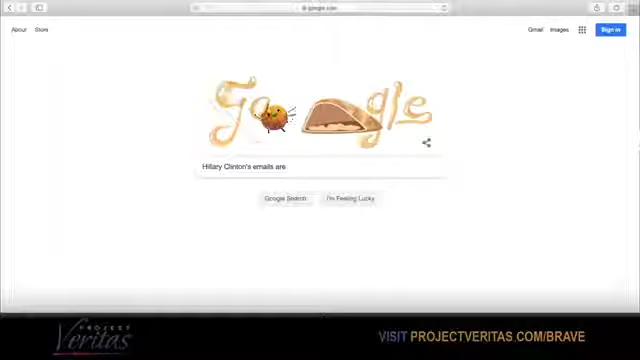 google.com
About Store Gmail Images Sign in
Google
Hillary Clinton's emails are
Google Search I'm Feeling Lucky
PROJECT
Veritas
VISIT PROJECTVERITAS.COM/BRAVE